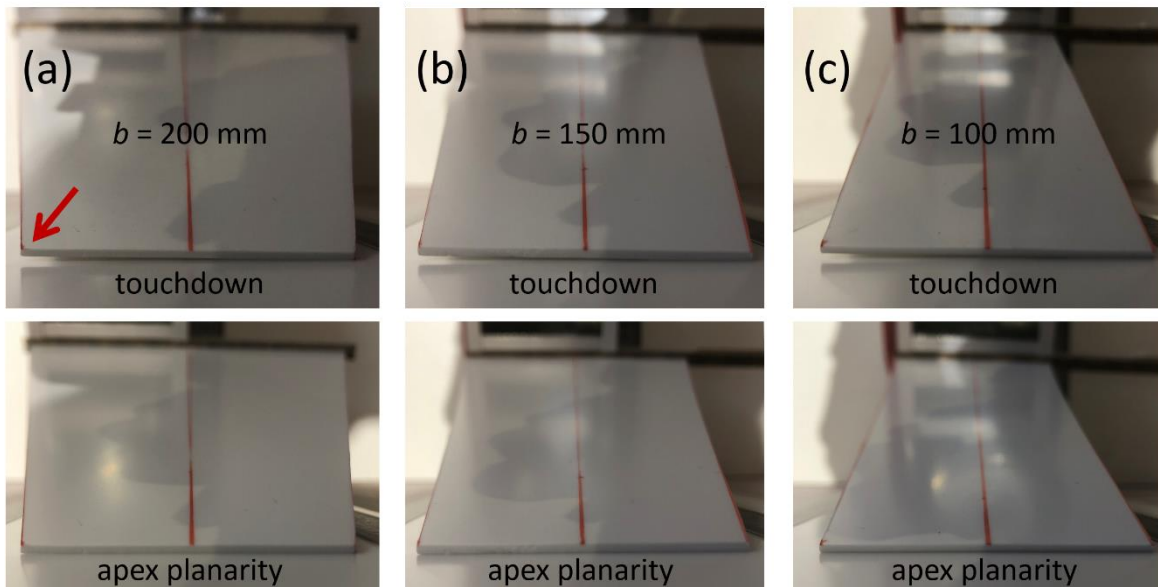 (a)
b = 200 mm
touchdown
(b)
b = 150 mm
touchdown
(c)
b = 100 mm
touchdown
apex planarity
apex planarity
apex planarity